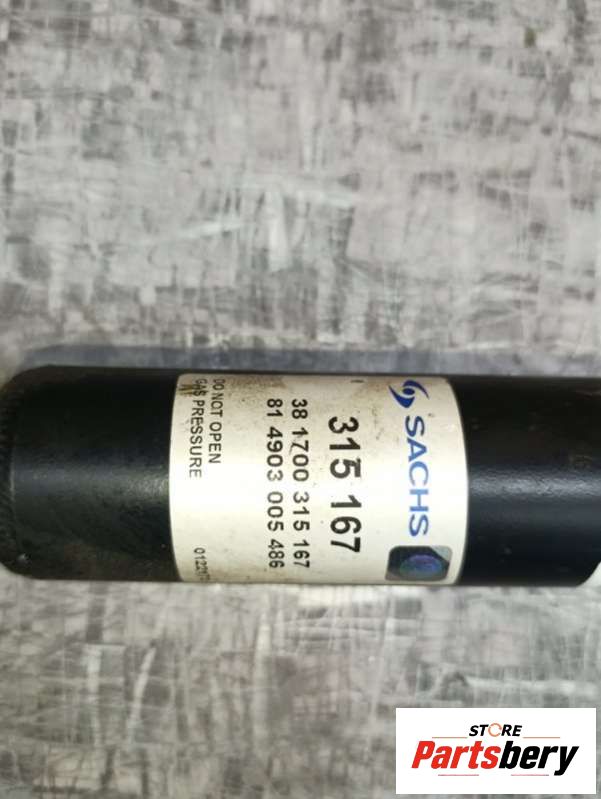 SACHS
315 167
38 1700 315 167
81 4903 005 486
DO NOT OPEN
GAS PRESSURE
STORE
Partsbery